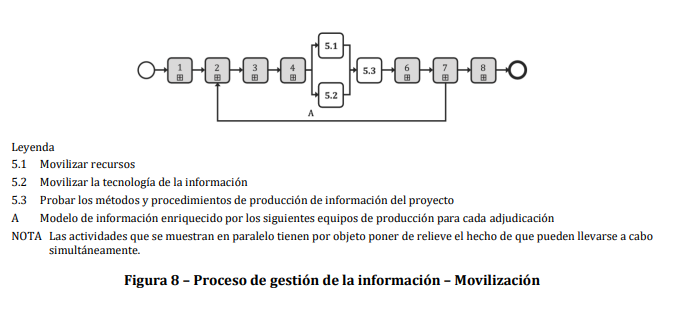 5.1
1 2 3 4 5.3 6 7 8
5.2
A
Leyenda
5.1 Movilizar recursos
5.2 Movilizar la tecnología de la información
5.3 Probar los métodos y procedimientos de producción de información del proyecto
A Modelo de información enriquecido por los siguientes equipos de producción para cada adjudicación
NOTA Las actividades que se muestran en paralelo tienen por objeto poner de relieve el hecho de que pueden llevarse a cabo
simultáneamente.
Figura 8 – Proceso de gestión de la información – Movilización